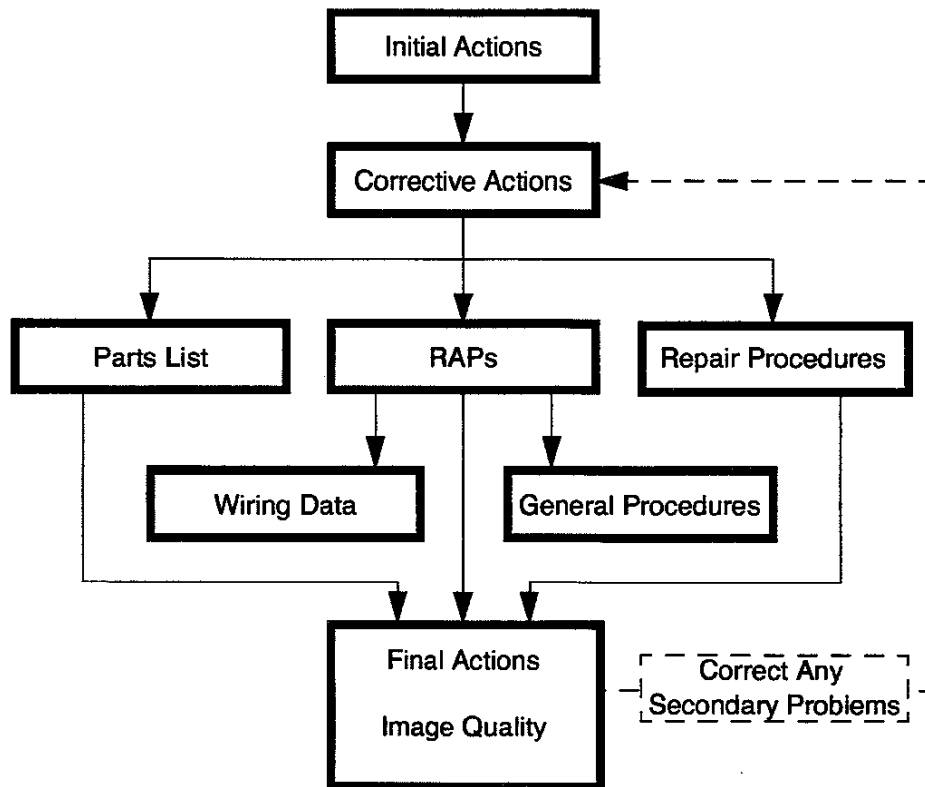 Initial Actions
Corrective Actions
Parts List
RAPs
Repair Procedures
Wiring Data
General Procedures
Final Actions
Image Quality
Correct Any
Secondary Problems